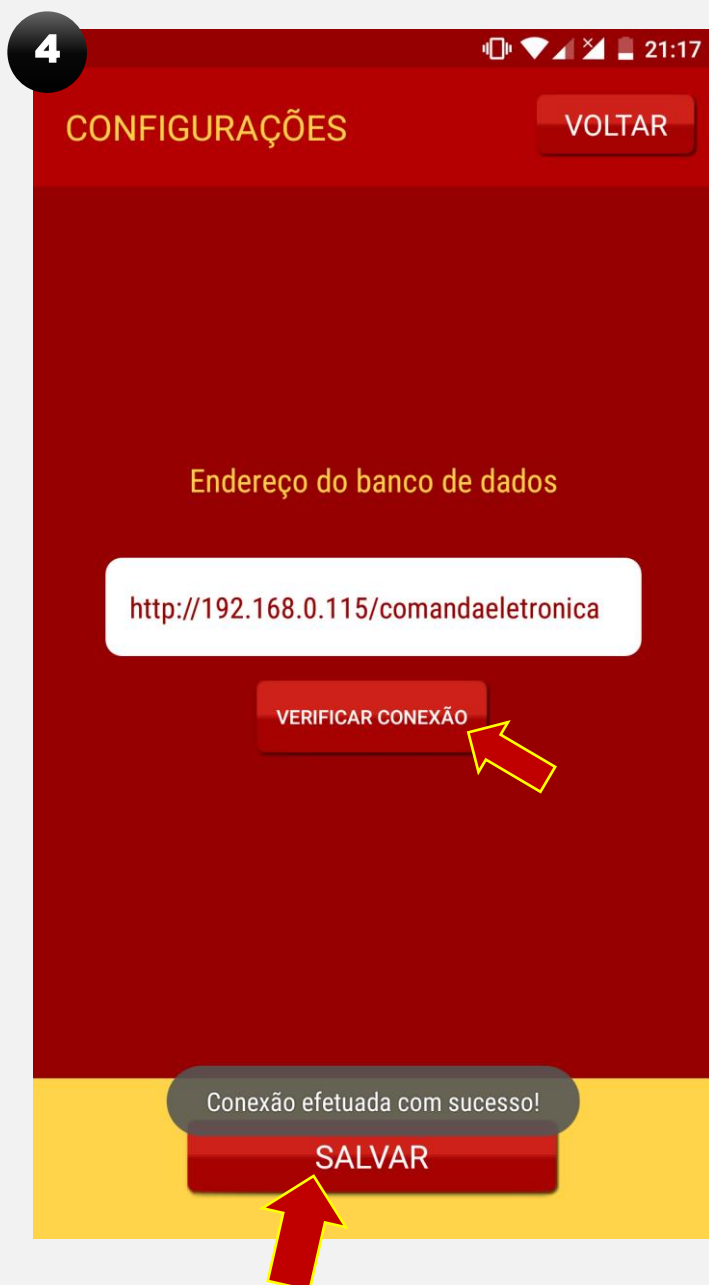 4
21:17
CONFIGURAÇÕES
VOLTAR
Endereço do banco de dados
http://192.168.0.115/comandaeletronica
VERIFICAR CONEXÃO
Conexão efetuada com sucesso!
SALVAR